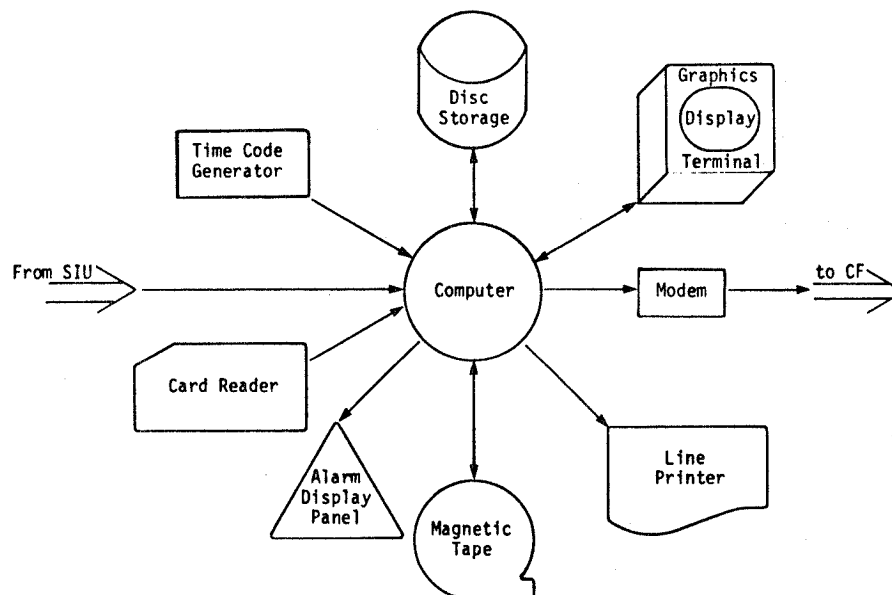 Disc
Storage
Graphics
Display
Terminal
Time Code
Generator
From SIU
Computer
Modem
to CF
Card Reader
Alarm
Display
Panel
Magnetic
Tape
Line
Printer